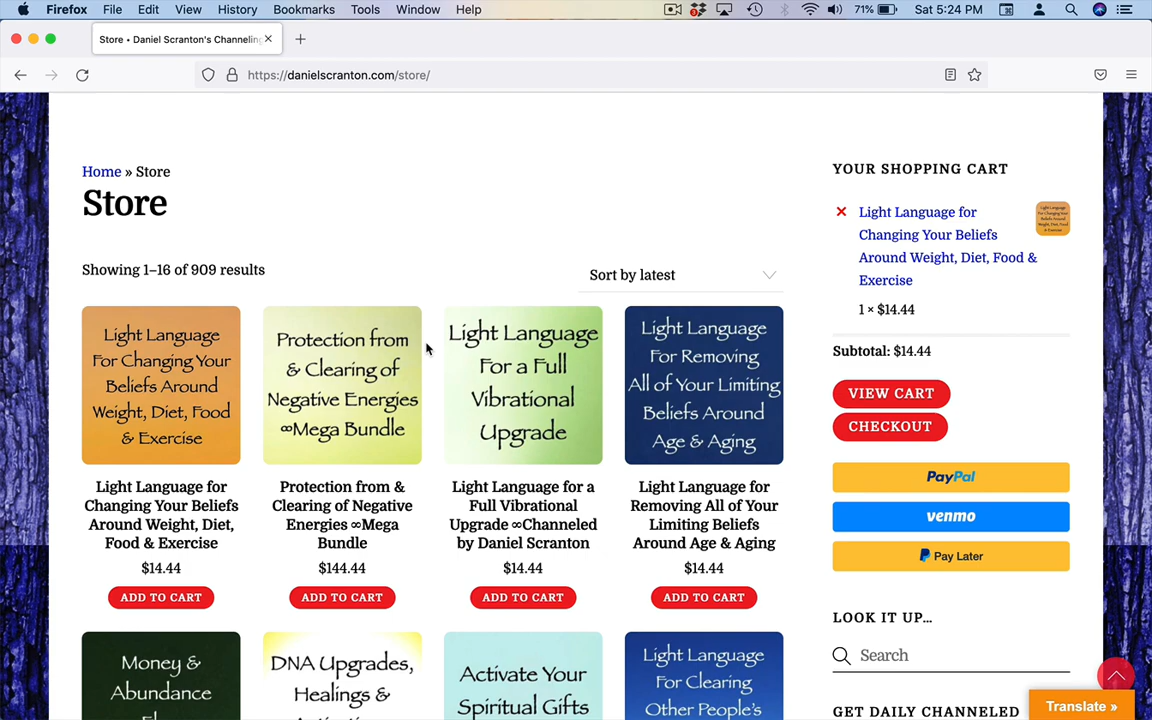 Firefox File Edit View History Bookmarks Tools Window Help
71% Sat 5:24 PM
Store • Daniel Scranton's Channeling
https://danielscranton.com/store/
Home » Store
Store
Showing 1–16 of 909 results
Sort by latest
Light Language
For Changing Your
Beliefs Around
Weight, Diet, Food
& Exercise
Light Language for
Changing Your Beliefs
Around Weight, Diet,
Food & Exercise
$14.44
ADD TO CART
Protection from
& Clearing of
Negative Energies
∞Mega Bundle
Protection from &
Clearing of Negative
Energies ∞Mega
Bundle
$144.44
ADD TO CART
Light Language
For a Full
Vibrational
Upgrade
Light Language for a
Full Vibrational
Upgrade ∞Channeled
by Daniel Scranton
$14.44
ADD TO CART
Light Language
For Removing
All of Your Limiting
Beliefs Around
Age & Aging
Light Language for
Removing All of Your
Limiting Beliefs
Around Age & Aging
$14.44
ADD TO CART
Money &
Abundance
DNA Upgrades,
Healings &
Activate Your
Spiritual Gifts
Light Language
For Clearing
Other People's
YOUR SHOPPING CART
Light Language for
Changing Your Beliefs
Around Weight, Diet, Food &
Exercise
1 × $14.44
Subtotal: $14.44
VIEW CART
CHECKOUT
PayPal
venmo
Pay Later
LOOK IT UP...
Search
GET DAILY CHANNELED
Translate »